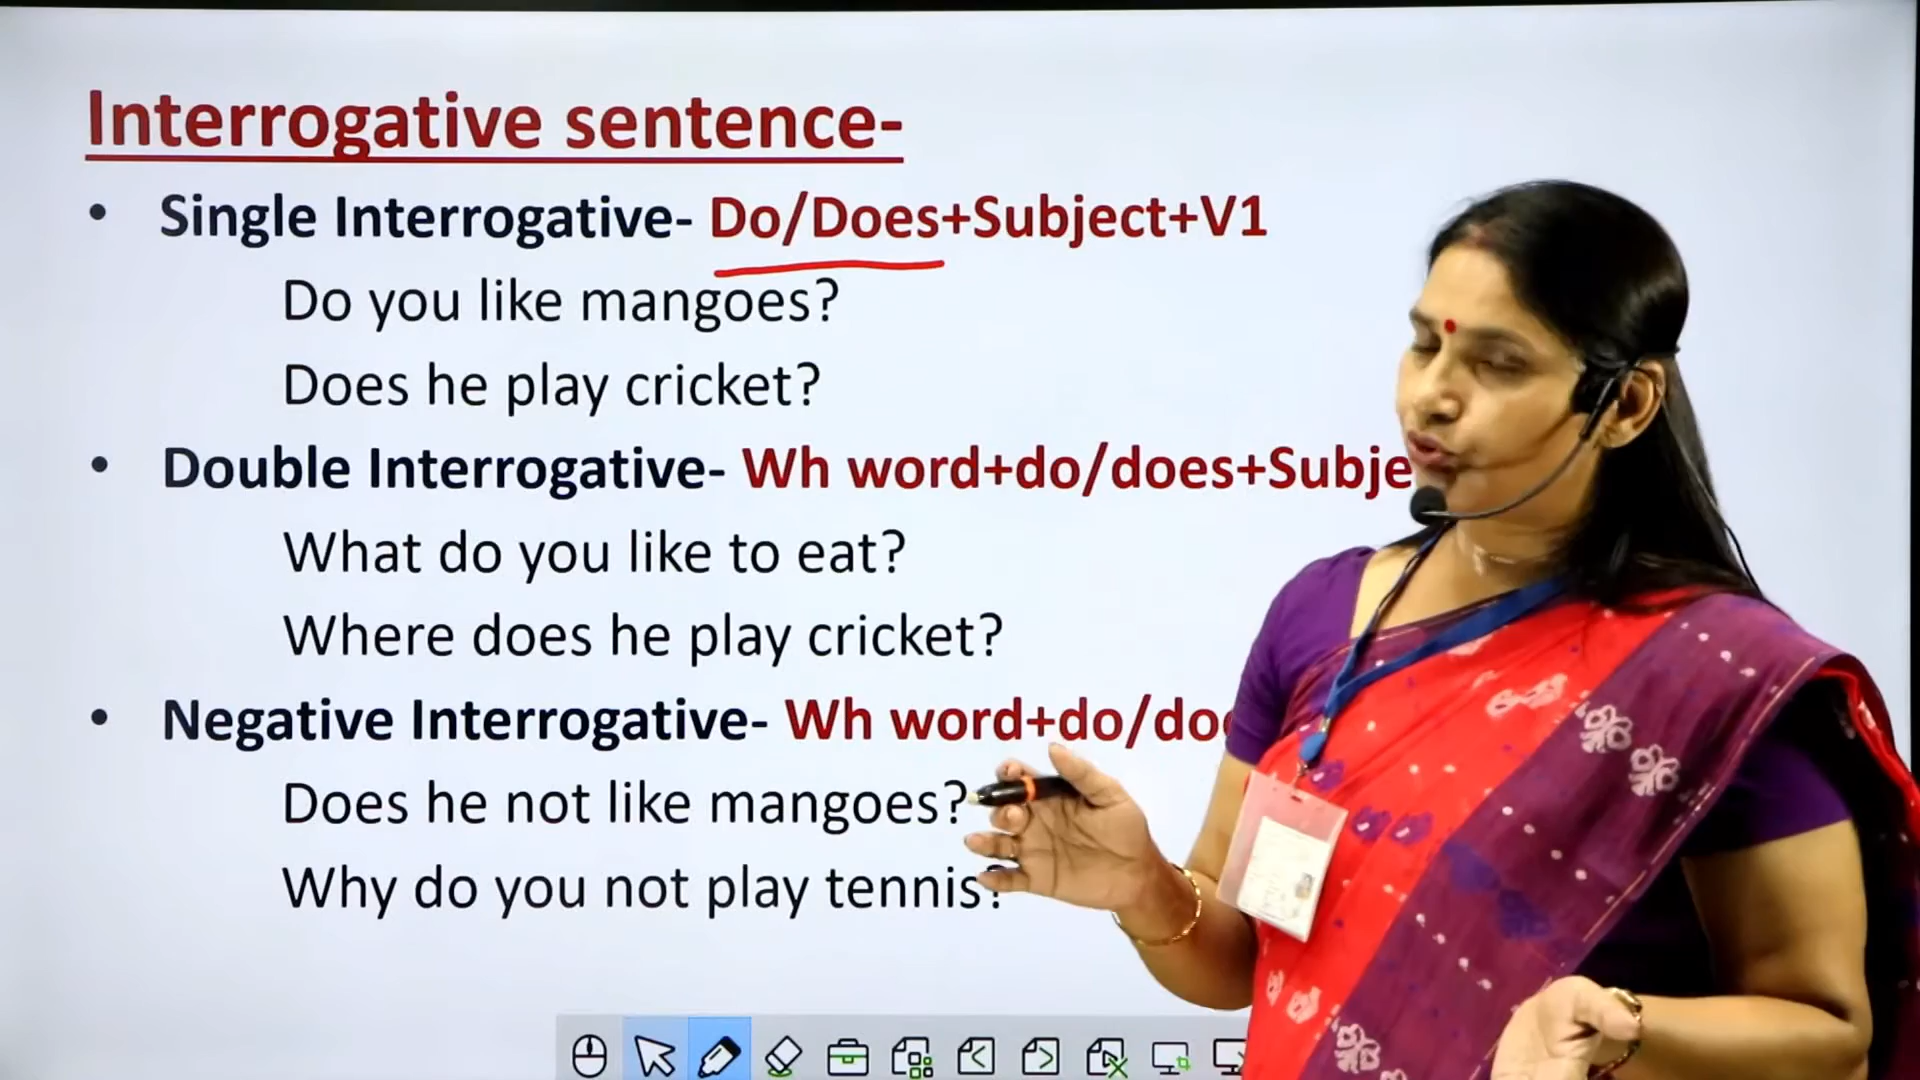 Interrogative sentence-
• Single Interrogative- Do/Does+Subject+V1
Do you like mangoes?
Does he play cricket?
• Double Interrogative- Wh word+do/does+Subje
What do you like to eat?
Where does he play cricket?
• Negative Interrogative- Wh word+do/doe
Does he not like mangoes?
Why do you not play tennis?